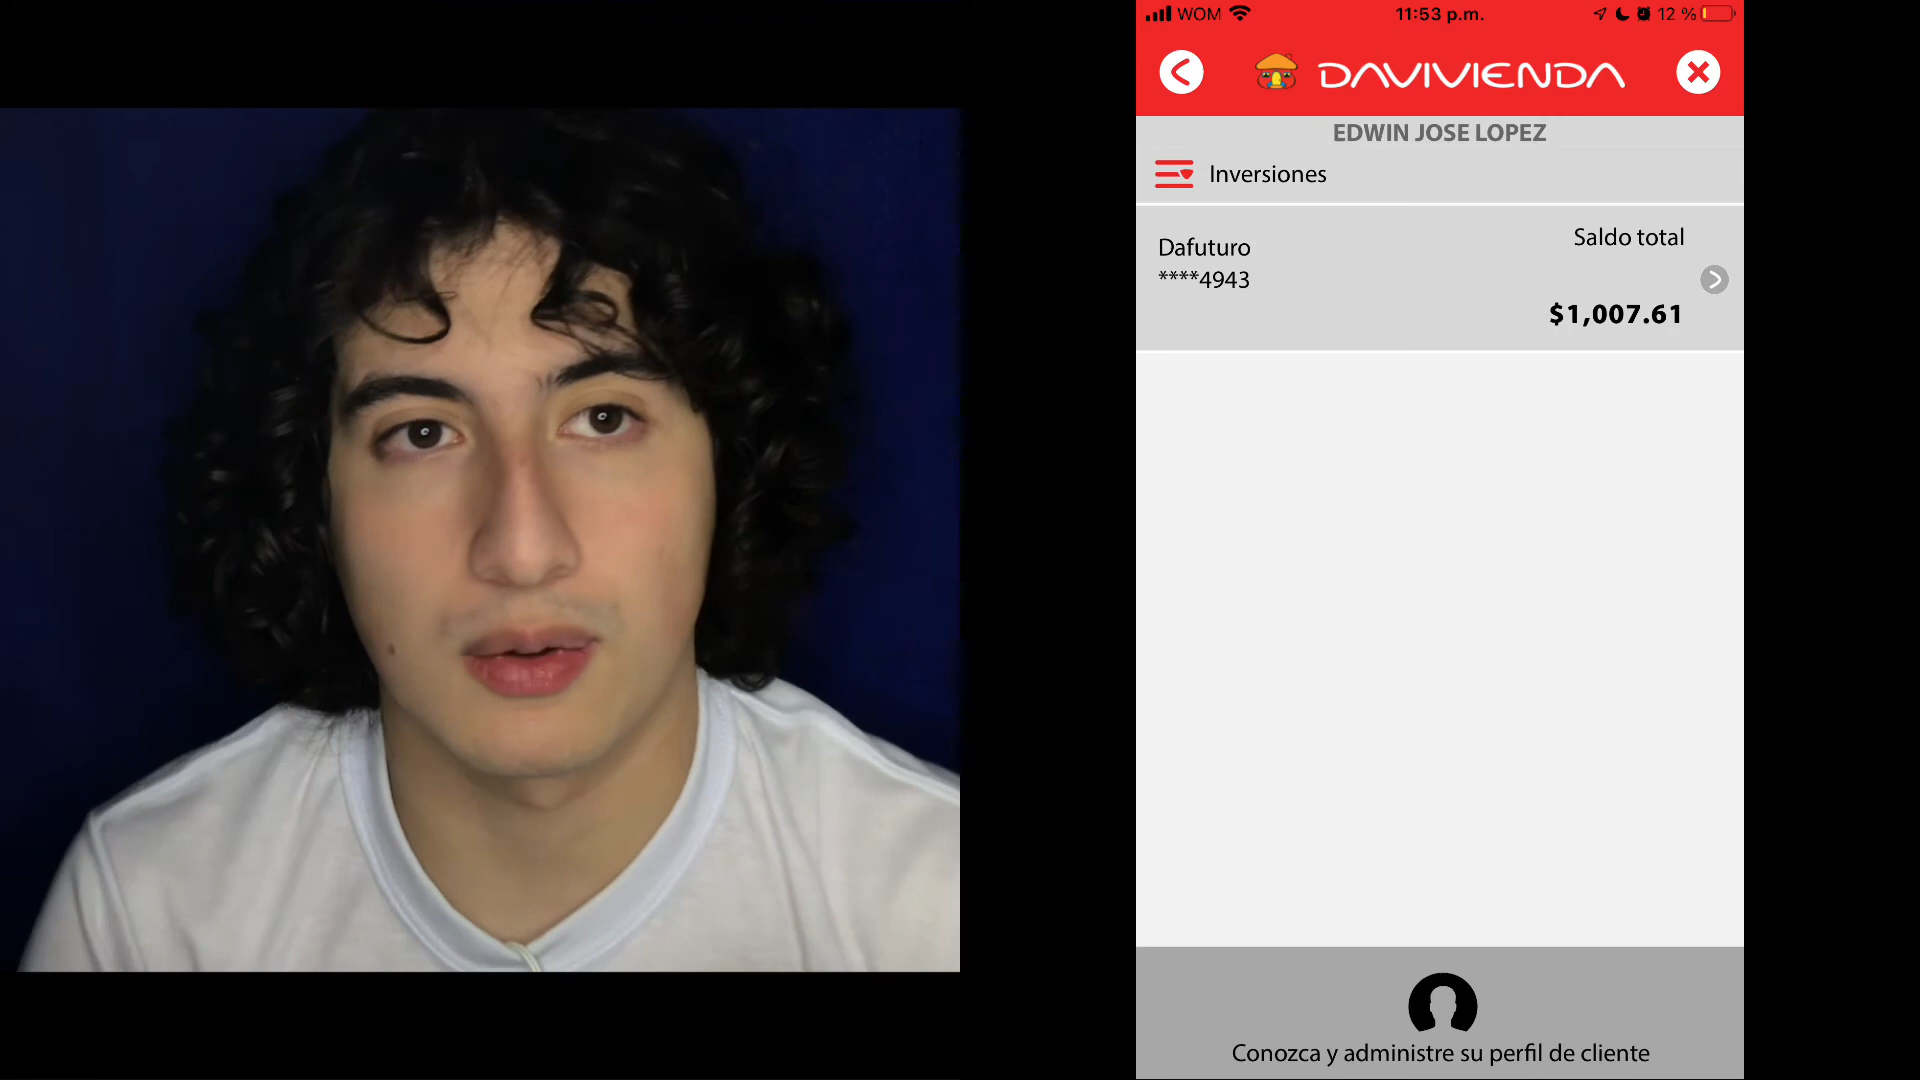 WOM 11:53 p.m. 12 %
DAVIVIENDA
EDWIN JOSE LOPEZ
Inversiones
Dafuturo
****4943
Saldo total
$1,007.61
Conozca y administre su perfil de cliente